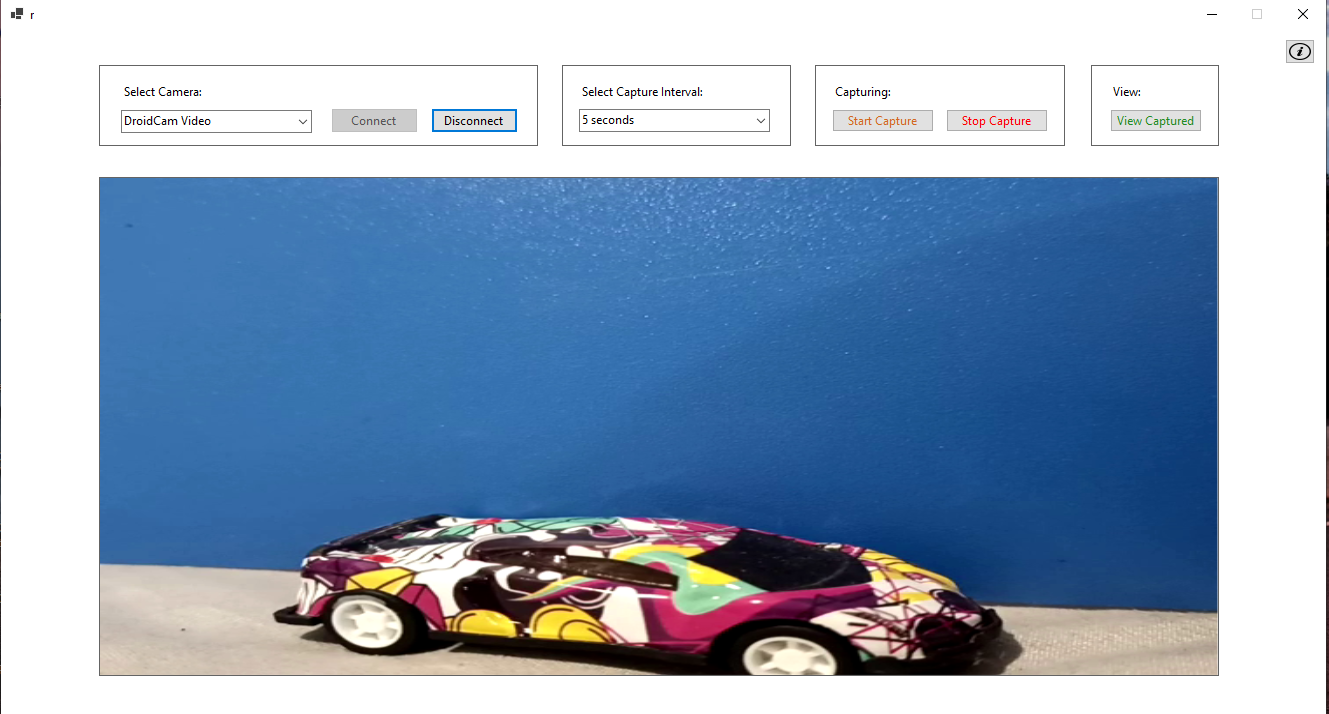 r
Select Camera:
DroidCam Video
Connect
Disconnect
Select Capture Interval:
5 seconds
Capturing:
Start Capture
Stop Capture
View:
View Captured
i